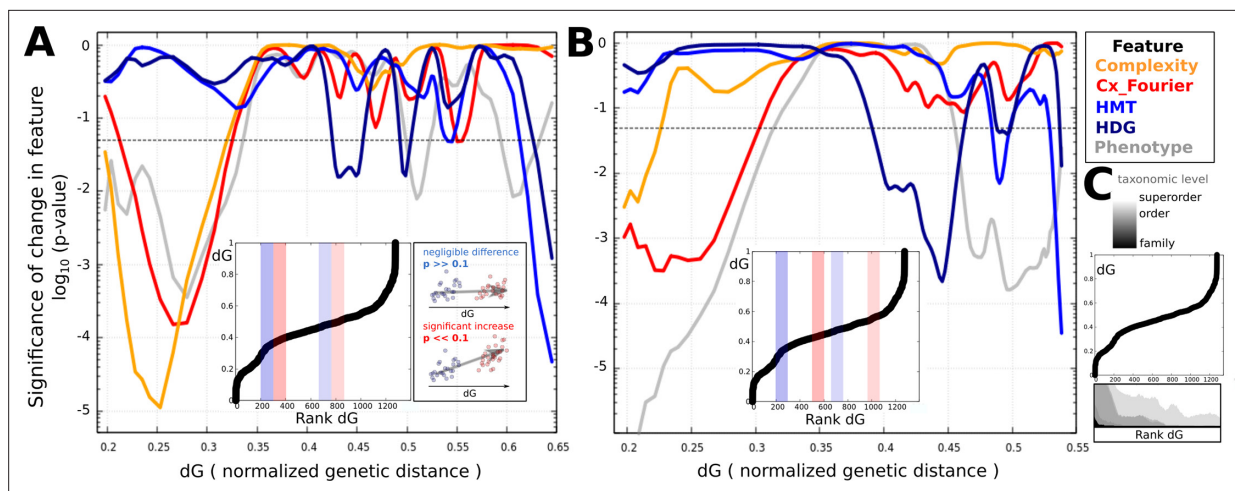 A
Significance of change in feature
log10 (p-value)
0
-1
-2
-3
-4
-5
0.2
0.25
0.3
0.35
0.4
0.45
0.5
0.55
0.6
0.65
dG ( normalized genetic distance )
dG
1
0.8
0.6
0.4
0.2
0
0
200
400
600
800
1000
1200
Rank dG
negligible difference
p >> 0.1
dG
significant increase
p << 0.1
dG
B
0
-1
-2
-3
-4
-5
0.2
0.25
0.3
0.35
0.4
0.45
0.5
0.55
dG ( normalized genetic distance )
dG
1
0.8
0.6
0.4
0.2
0
0
200
400
600
800
1000
1200
Rank dG
Feature
Complexity
Cx_Fourier
HMT
HDG
Phenotype
C
taxonomic level
superorder
order
family
dG
1
0.8
0.6
0.4
0.2
0
0
200
400
600
800
1000
1200
Rank dG